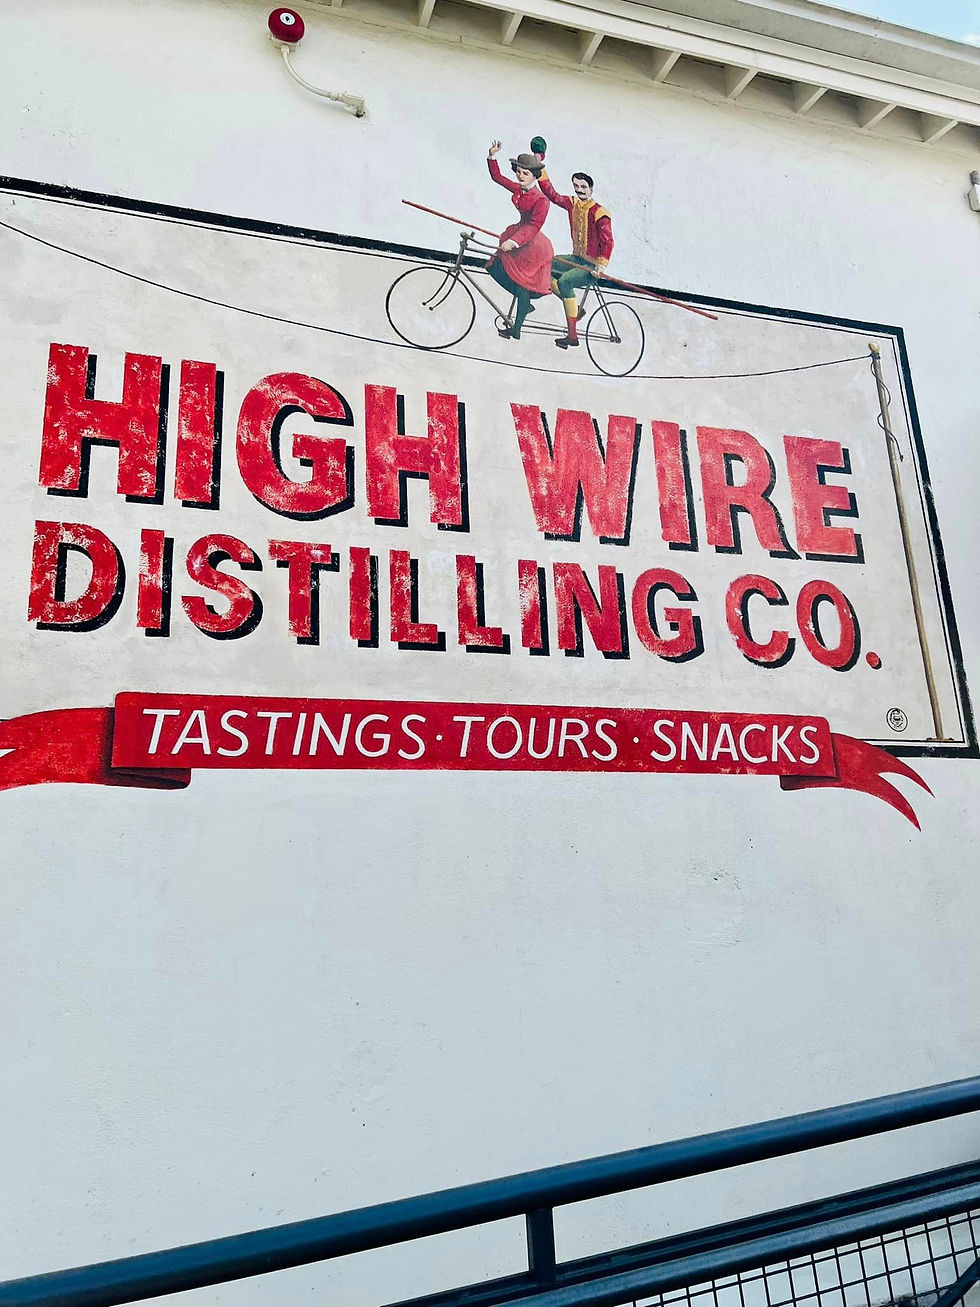 HIGH WIRE
DISTILLING CO.
TASTINGS · TOURS · SNACKS